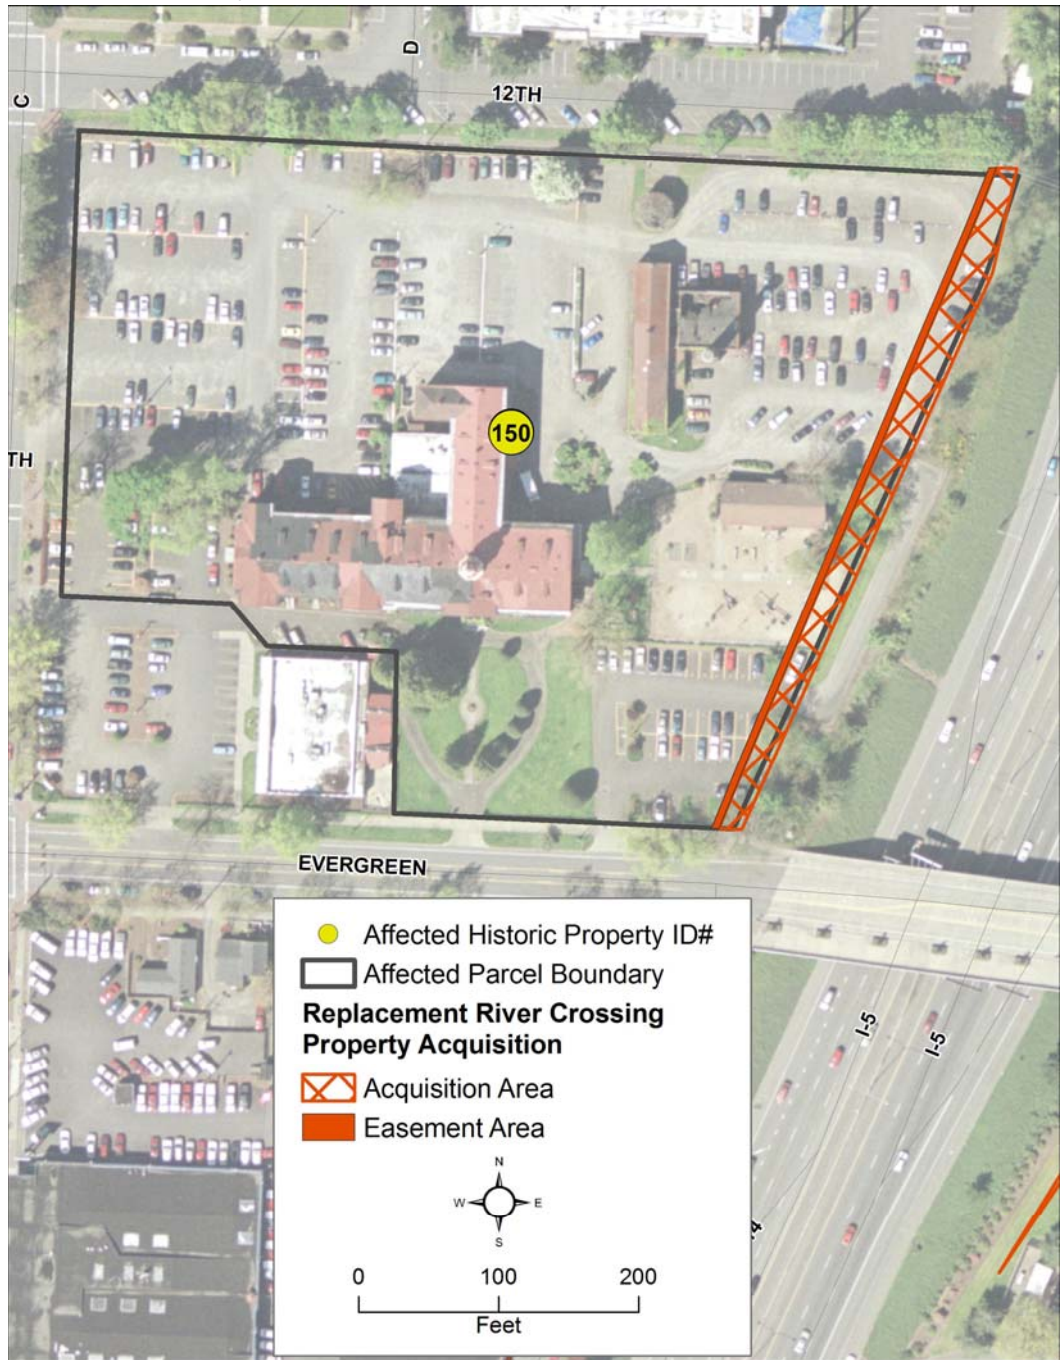 D
C
12TH
150
TH
EVERGREEN
Affected Historic Property ID#
Affected Parcel Boundary
Replacement River Crossing
Property Acquisition
Acquisition Area
Easement Area
N
W E
S
0 100 200
Feet
I-5
I-5